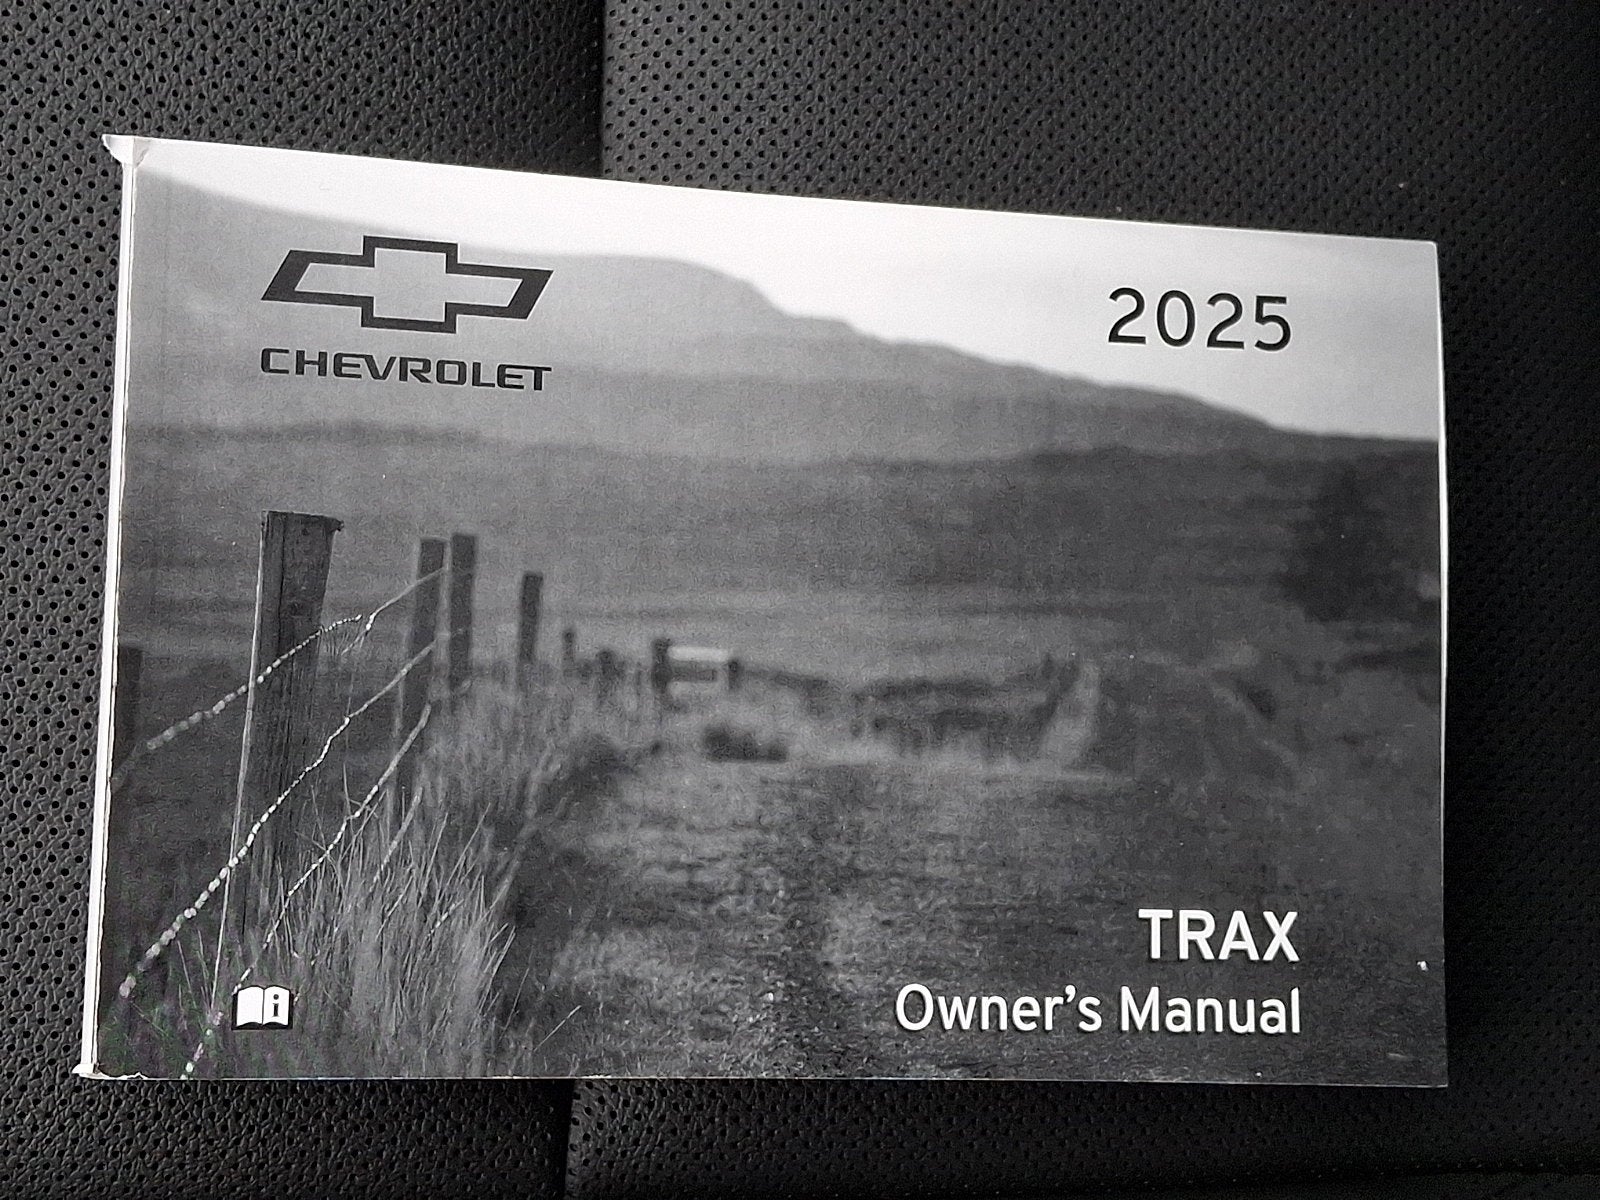 CHEVROLET
2025
TRAX
Owner's Manual
i